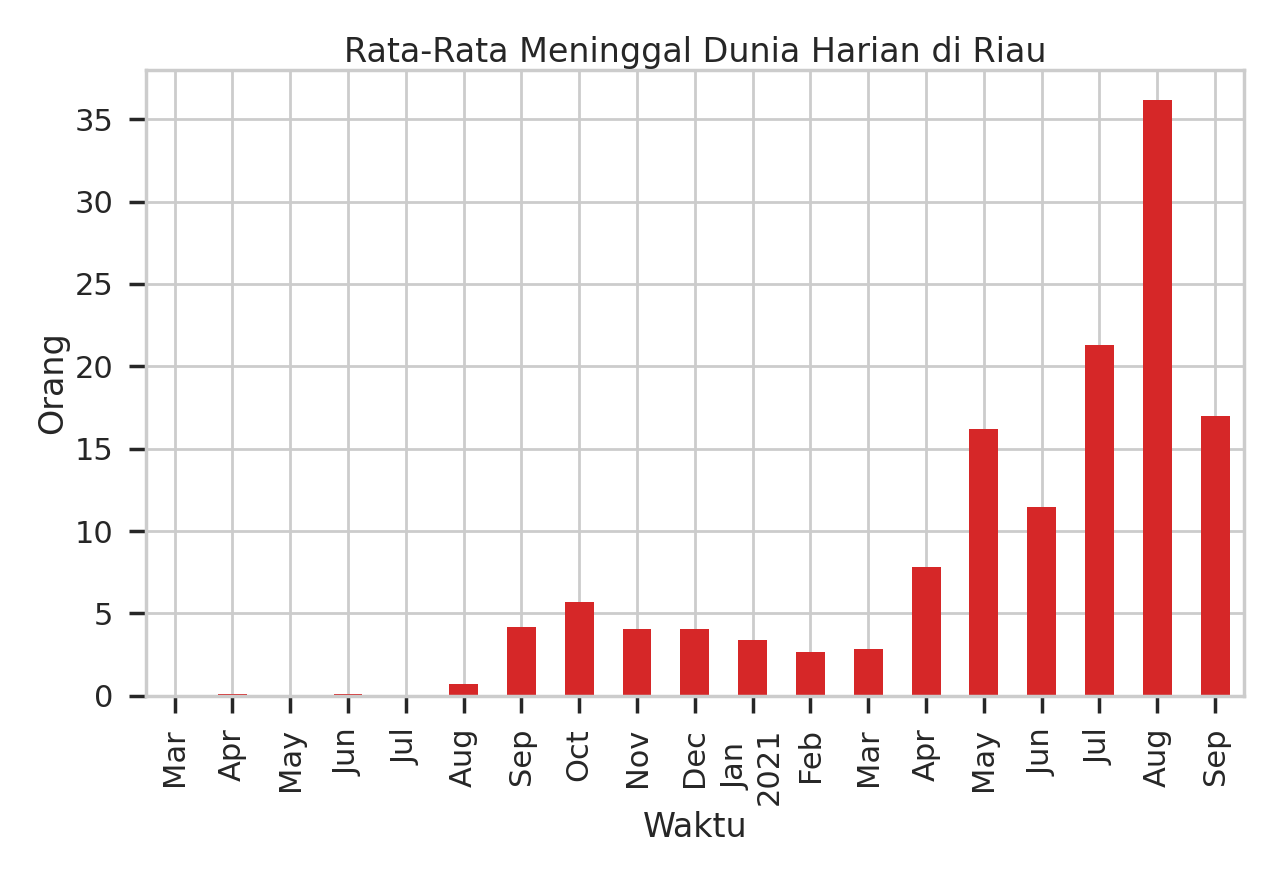 Rata-Rata Meninggal Dunia Harian di Riau
35
30
25
20
15
10
5
0
Orang
Mar
Apr
May
Jun
Jul
Aug
Sep
Oct
Nov
Dec
Jan
2021
Feb
Mar
Apr
May
Jun
Jul
Aug
Sep
Waktu